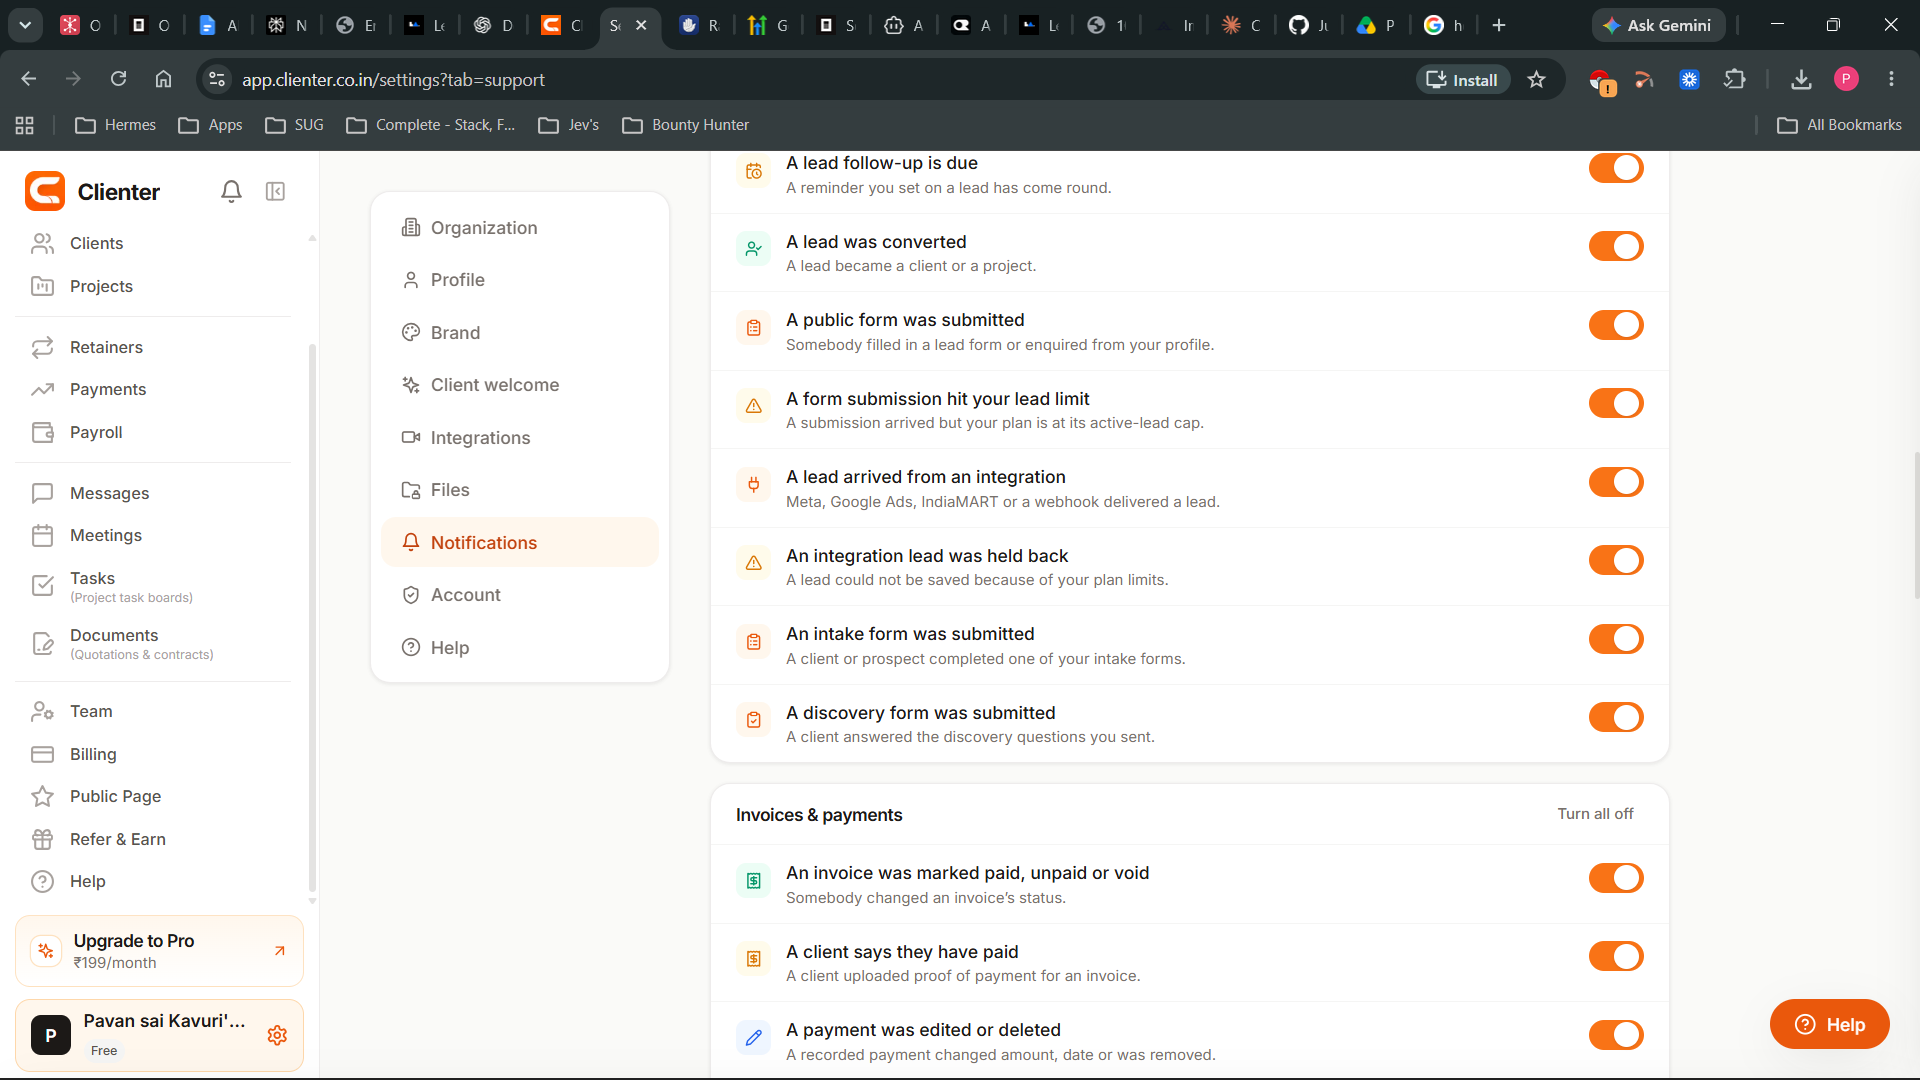 O
O
A
N
Er
Le
D
Cl
Se
R
G
S
A
A
Le
10
In
C
Ju
P
h
Ask Gemini
app.clienter.co.in/settings?tab=support
Install
P
Hermes
Apps
SUG
Complete - Stack, F...
Jev's
Bounty Hunter
All Bookmarks
Clienter
Clients
Projects
Retainers
Payments
Payroll
Messages
Meetings
Tasks
(Project task boards)
Documents
(Quotations & contracts)
Team
Billing
Public Page
Refer & Earn
Help
Upgrade to Pro
₹199/month
P
Pavan sai Kavuri'...
Free
Organization
Profile
Brand
Client welcome
Integrations
Files
Notifications
Account
Help
A lead follow-up is due
A reminder you set on a lead has come round.
A lead was converted
A lead became a client or a project.
A public form was submitted
Somebody filled in a lead form or enquired from your profile.
A form submission hit your lead limit
A submission arrived but your plan is at its active-lead cap.
A lead arrived from an integration
Meta, Google Ads, IndiaMART or a webhook delivered a lead.
An integration lead was held back
A lead could not be saved because of your plan limits.
An intake form was submitted
A client or prospect completed one of your intake forms.
A discovery form was submitted
A client answered the discovery questions you sent.
Invoices & payments
Turn all off
An invoice was marked paid, unpaid or void
Somebody changed an invoice's status.
A client says they have paid
A client uploaded proof of payment for an invoice.
A payment was edited or deleted
A recorded payment changed amount, date or was removed.
Help